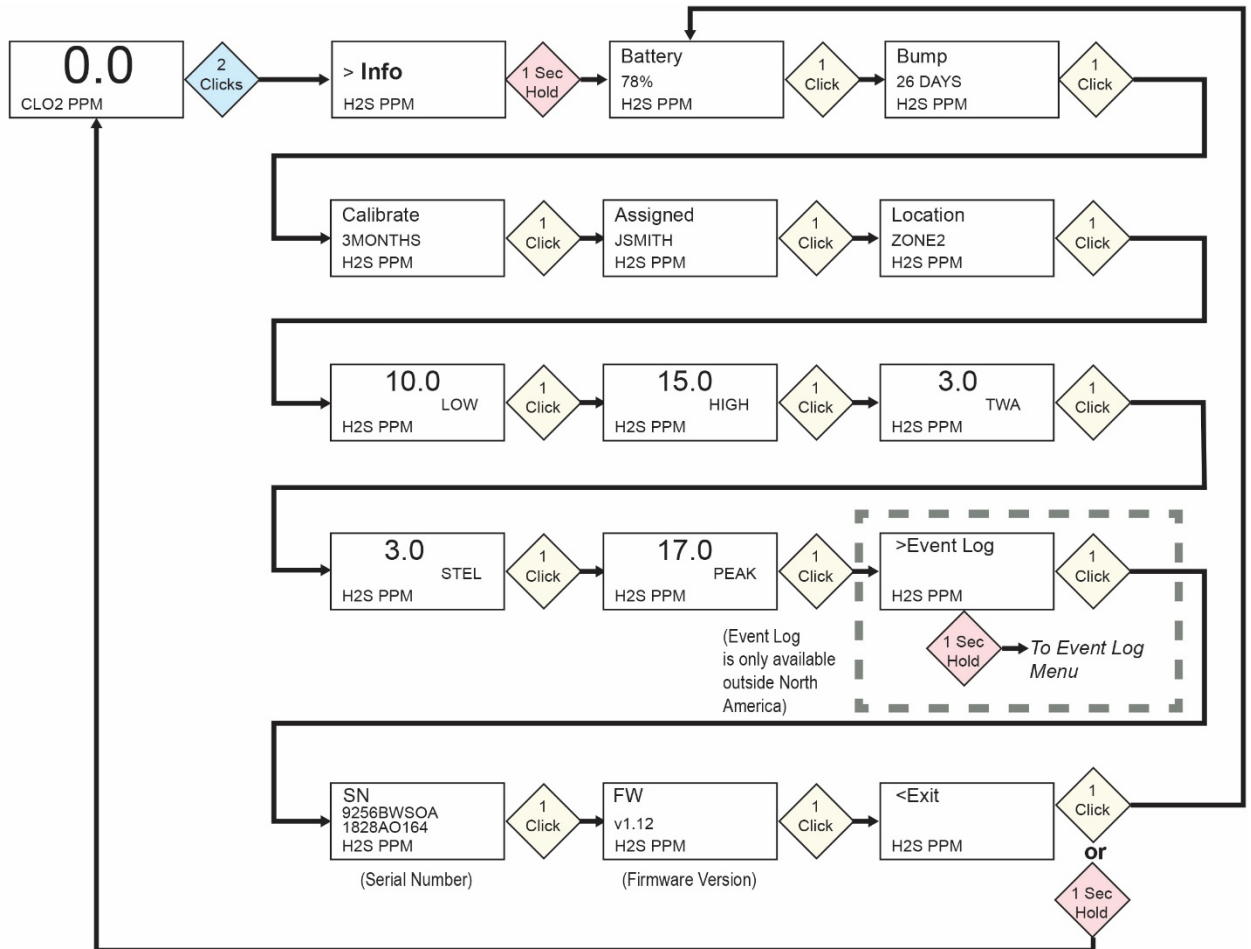 0.0
CLO2 PPM
2
Clicks
> Info
H2S PPM
1 Sec
Hold
Battery
78%
H2S PPM
1
Click
Bump
26 DAYS
H2S PPM
1
Click
Calibrate
3MONTHS
H2S PPM
1
Click
Assigned
JSMITH
H2S PPM
1
Click
Location
ZONE2
H2S PPM
1
Click
10.0
LOW
H2S PPM
1
Click
15.0
HIGH
H2S PPM
1
Click
3.0
TWA
H2S PPM
1
Click
3.0
STEL
H2S PPM
1
Click
17.0
PEAK
H2S PPM
1
Click
>Event Log
H2S PPM
1
Click
(Event Log
is only available
outside North
America)
1 Sec
Hold
To Event Log
Menu
SN
9256BWSOA
1828AO164
H2S PPM
(Serial Number)
1
Click
FW
v1.12
H2S PPM
(Firmware Version)
1
Click
<Exit
H2S PPM
1
Click
or
1 Sec
Hold